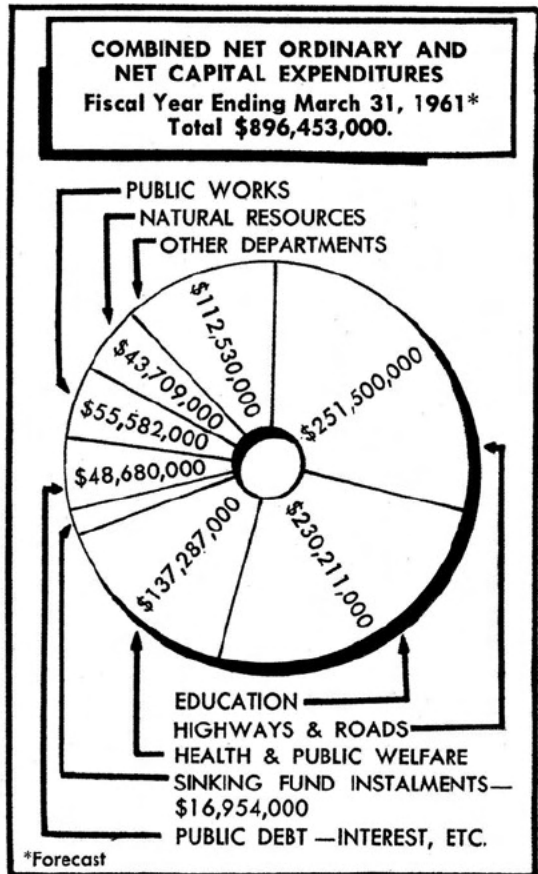 COMBINED NET ORDINARY AND
NET CAPITAL EXPENDITURES
Fiscal Year Ending March 31, 1961*
Total $896,453,000.
PUBLIC WORKS
NATURAL RESOURCES
OTHER DEPARTMENTS
$112,530,000
$43,709,000
$55,582,000
$48,680,000
$137,287,000
$251,500,000
$230,211,000
EDUCATION
HIGHWAYS & ROADS
HEALTH & PUBLIC WELFARE
SINKING FUND INSTALMENTS—
$16,954,000
PUBLIC DEBT —INTEREST, ETC.
*Forecast